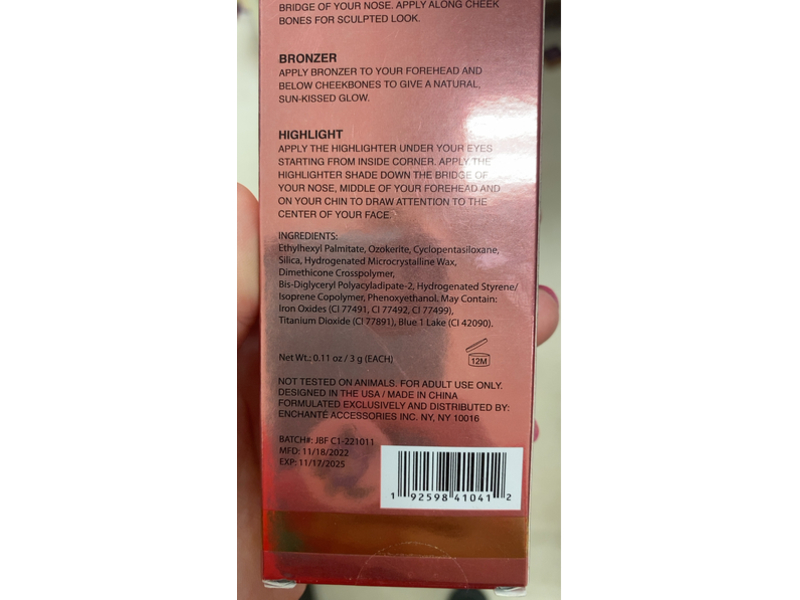 BRIDGE OF YOUR NOSE. APPLY ALONG CHEEK
BONES FOR SCULPTED LOOK.
BRONZER
APPLY BRONZER TO YOUR FOREHEAD AND
BELOW CHEEKBONES TO GIVE A NATURAL,
SUN-KISSED GLOW.
HIGHLIGHT
APPLY THE HIGHLIGHTER UNDER YOUR EYES
STARTING FROM INSIDE CORNER. APPLY THE
HIGHLIGHTER SHADE DOWN THE BRIDGE OF
YOUR NOSE, MIDDLE OF YOUR FOREHEAD AND
ON YOUR CHIN TO DRAW ATTENTION TO THE
CENTER OF YOUR FACE.
INGREDIENTS:
Ethylhexyl Palmitate, Ozokerite, Cyclopentasiloxane,
Silica, Hydrogenated Microcrystalline Wax,
Dimethicone Crosspolymer,
Bis-Diglyceryl Polyacyladipate-2, Hydrogenated Styrene/
Isoprene Copolymer, Phenoxyethanol. May Contain:
Iron Oxides (CI 77491, CI 77492, CI 77499),
Titanium Dioxide (CI 77891), Blue 1 Lake (CI 42090).
Net Wt.: 0.11 oz / 3 g (EACH)
12M
NOT TESTED ON ANIMALS. FOR ADULT USE ONLY.
DESIGNED IN THE USA / MADE IN CHINA
FORMULATED EXCLUSIVELY AND DISTRIBUTED BY:
ENCHANTÉ ACCESSORIES INC. NY, NY 10016
BATCH#: JBF C1-221011
MFD: 11/18/2022
EXP: 11/17/2025
1 92598 41041 2